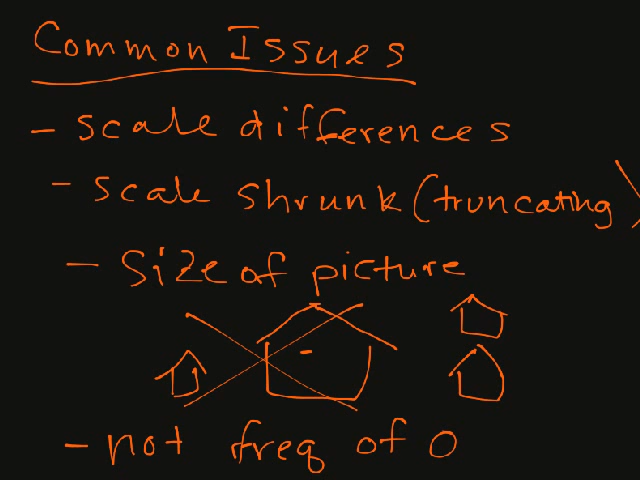 Common Issues
- scale differences
- scale shrunk (truncating)
- Size of picture
- not freq of 0